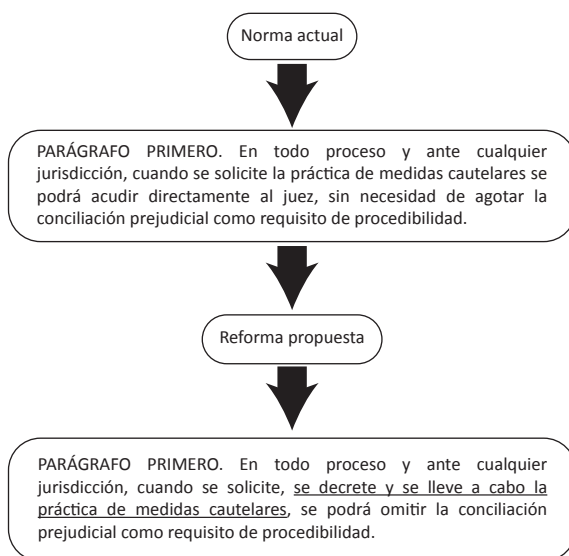 Norma actual
PARÁGRAFO PRIMERO. En todo proceso y ante cualquier
jurisdicción, cuando se solicite la práctica de medidas cautelares se
podrá acudir directamente al juez, sin necesidad de agotar la
conciliación prejudicial como requisito de procedibilidad.
Reforma propuesta
PARÁGRAFO PRIMERO. En todo proceso y ante cualquier
jurisdicción, cuando se solicite, se decrete y se lleve a cabo la
práctica de medidas cautelares, se podrá omitir la conciliación
prejudicial como requisito de procedibilidad.